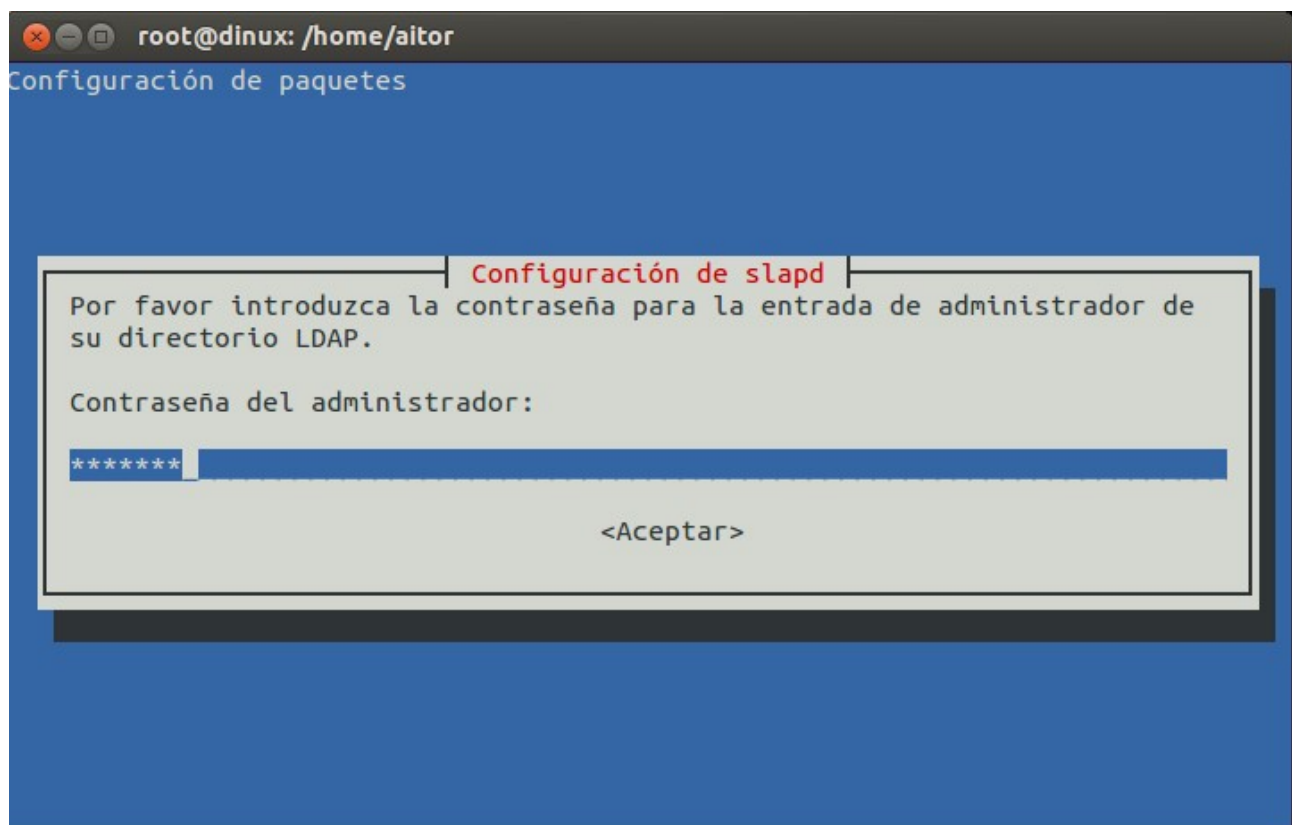 root@dinux: /home/aitor
Configuración de paquetes
Configuración de slapd
Por favor introduzca la contraseña para la entrada de administrador de
su directorio LDAP.
Contraseña del administrador:
*******_
<Aceptar>